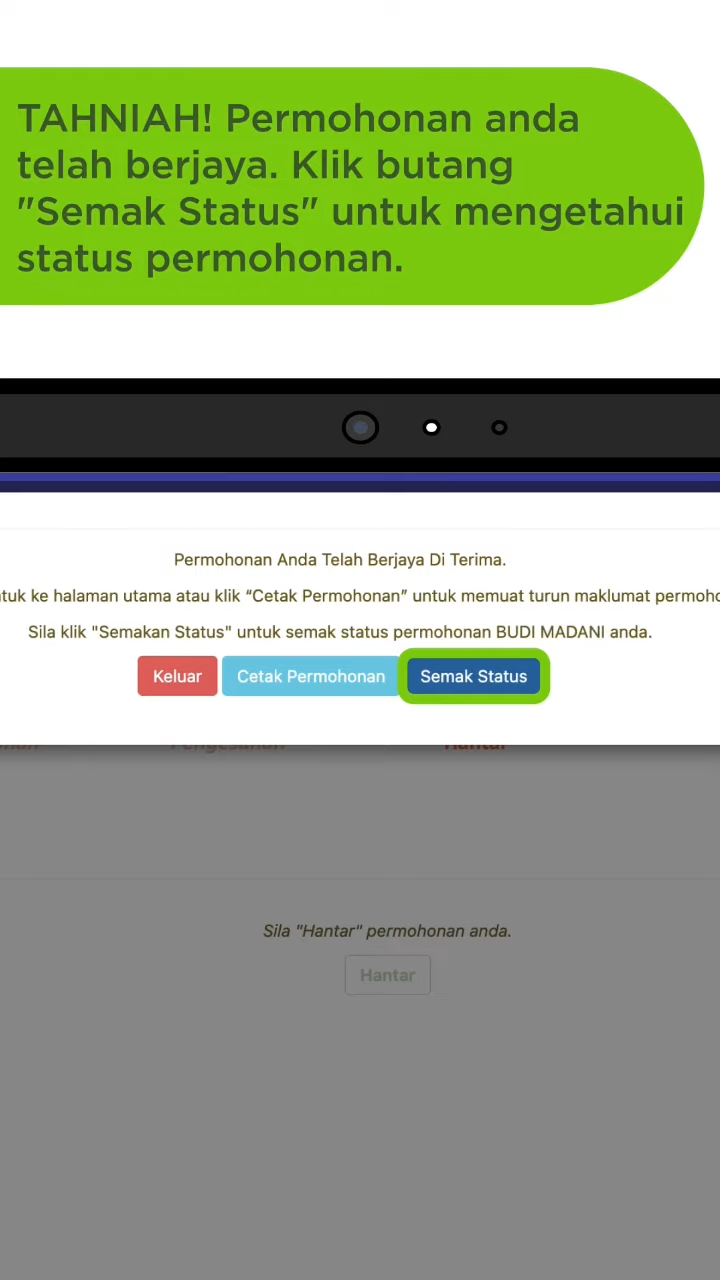 TAHNIAH! Permohonan anda
telah berjaya. Klik butang
"Semak Status" untuk mengetahui
status permohonan.
Permohonan Anda Telah Berjaya Di Terima.
ke halaman utama atau klik “Cetak Permohonan” untuk memuat turun maklumat
Sila klik "Semakan Status" untuk semak status permohonan BUDI MADANI anda.
Keluar Cetak Permohonan Semak Status
Hantar
Sila "Hantar" permohonan anda.
Hantar